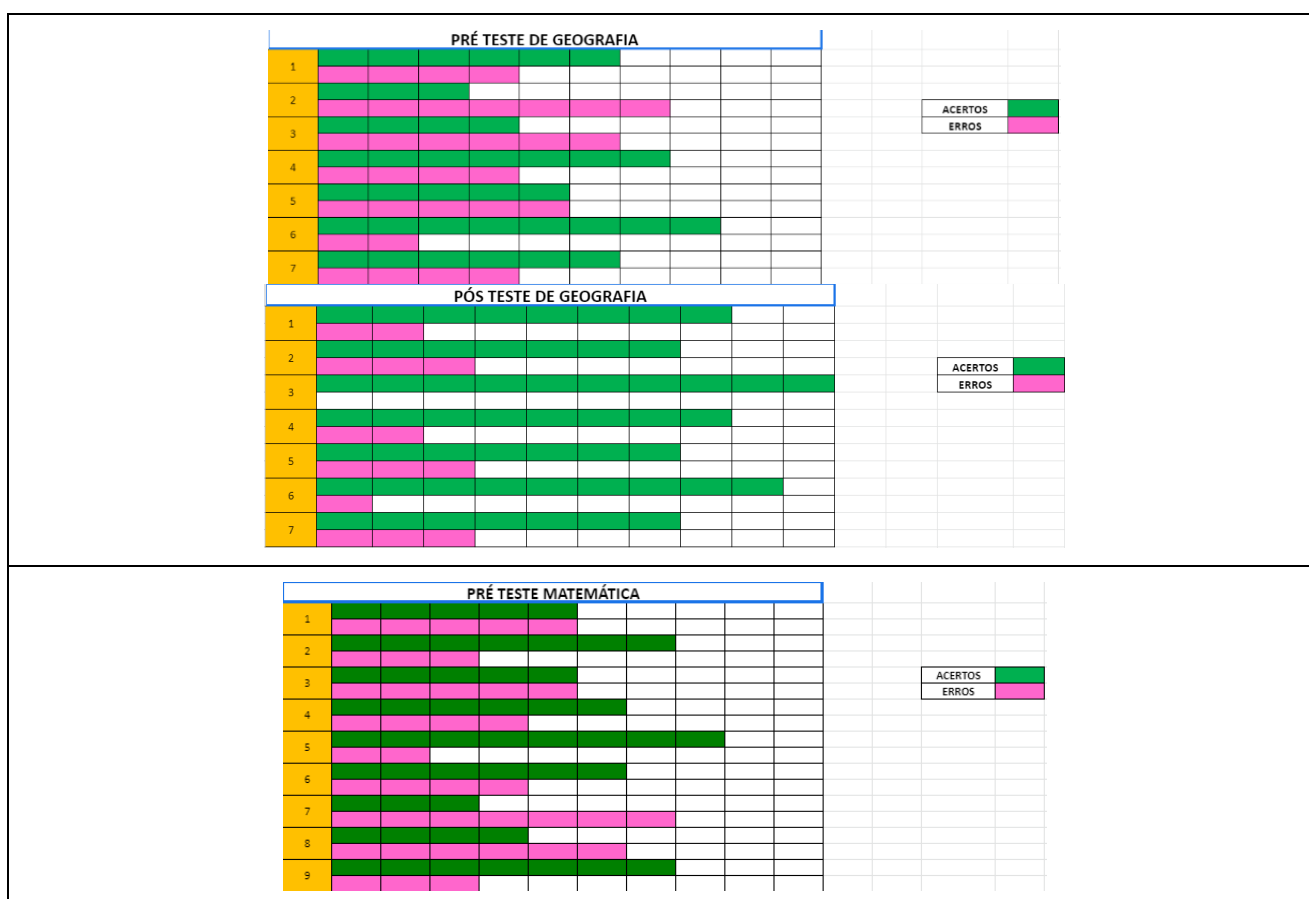 PRÉ TESTE DE GEOGRAFIA
1
2
ACERTOS
ERROS
3
4
5
6
7
PÓS TESTE DE GEOGRAFIA
1
2
ACERTOS
ERROS
3
4
5
6
7
PRÉ TESTE MATEMÁTICA
1
2
3
ACERTOS
ERROS
4
5
6
7
8
9